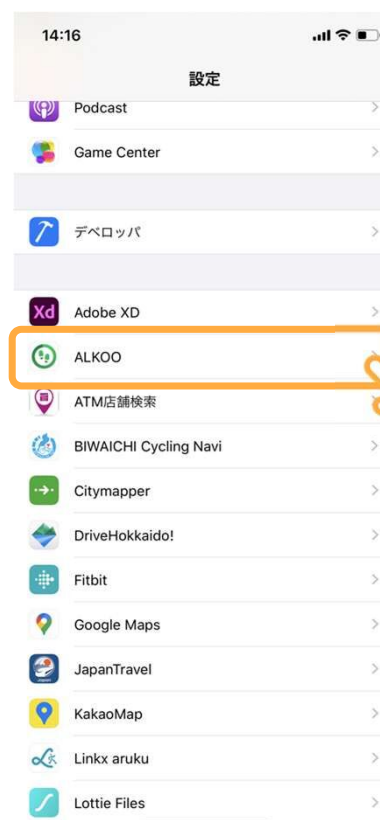 14:16
設定
Podcast
Game Center
デベロッパ
Xd Adobe XD
ALKOO
ATM店舗検索
BIWAICHI Cycling Navi
Citymapper
DriveHokkaido!
Fitbit
Google Maps
JapanTravel
KakaoMap
Linkx aruku
Lottie Files